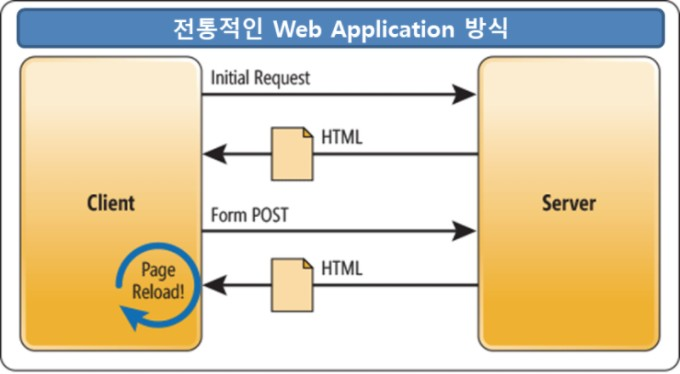 전통적인 Web Application 방식
Initial Request
HTML
Client
Server
Form POST
HTML
Page
Reload!